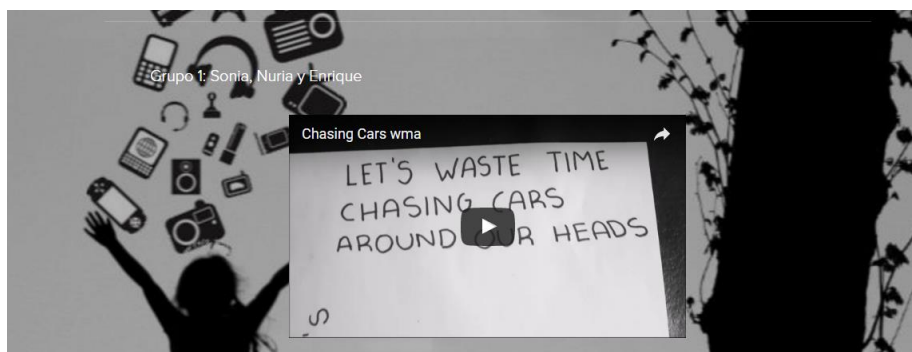 Grupo 1: Sonia, Nuria y Enrique
Chasing Cars wma
LET'S WASTE TIME
CHASING CARS
AROUND OUR HEADS
'S